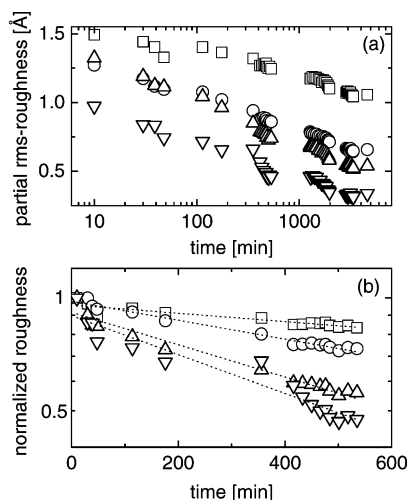 (a)
partial rms-roughness [Å]
1.5
1.0
0.5
10
100
1000
time [min]
(b)
normalized roughness
1
0.5
0
200
400
600
time [min]